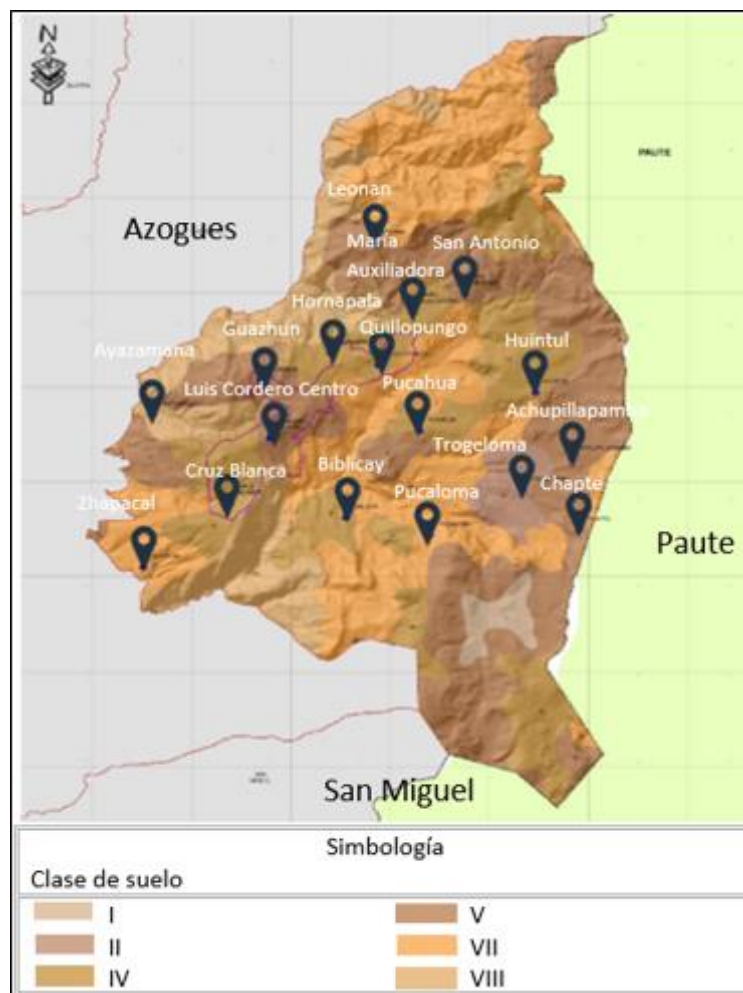 N
PAUTE
Leonan
Azogues
María
San Antonio
Auxiliadora
Hornapala
Guazhun
Quillopungo
Huintul
Ayazamana
Luis Cordero Centro
Pucahua
Achupillapamba
Trogeloma
Cruz Blanca
Biblicay
Pucaloma
Chapte
Zhapacal
Paute
San Miguel
Simbología
Clase de suelo
I
V
II
VII
IV
VIII